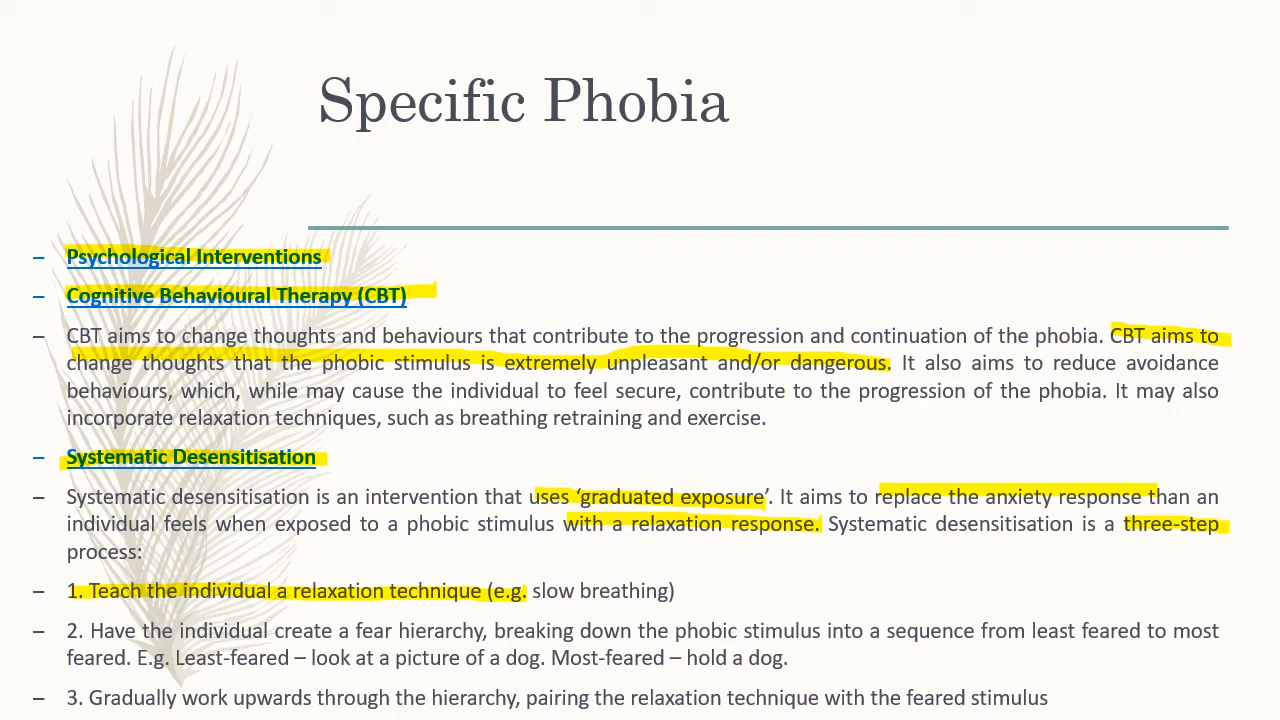 Specific Phobia
– Psychological Interventions
– Cognitive Behavioural Therapy (CBT)
– CBT aims to change thoughts and behaviours that contribute to the progression and continuation of the phobia. CBT aims to
change thoughts that the phobic stimulus is extremely unpleasant and/or dangerous. It also aims to reduce avoidance
behaviours, which, while may cause the individual to feel secure, contribute to the progression of the phobia. It may also
incorporate relaxation techniques, such as breathing retraining and exercise.
– Systematic Desensitisation
– Systematic desensitisation is an intervention that uses ‘graduated exposure’. It aims to replace the anxiety response than an
individual feels when exposed to a phobic stimulus with a relaxation response. Systematic desensitisation is a three-step
process:
– 1. Teach the individual a relaxation technique (e.g. slow breathing)
– 2. Have the individual create a fear hierarchy, breaking down the phobic stimulus into a sequence from least feared to most
feared. E.g. Least-feared – look at a picture of a dog. Most-feared – hold a dog.
– 3. Gradually work upwards through the hierarchy, pairing the relaxation technique with the feared stimulus